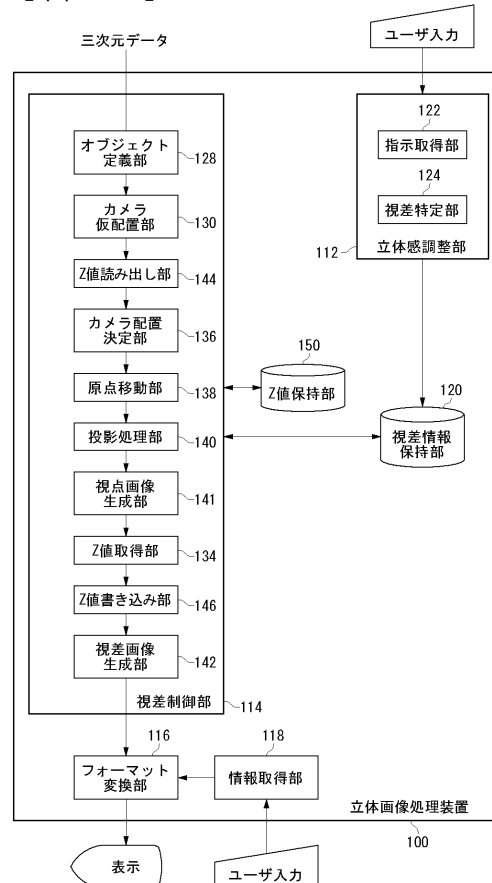 三次元データ
ユーザ入力
オブジェクト
定義部
128
カメラ
仮配置部
130
Z値読み出し部
144
カメラ配置
決定部
136
原点移動部
138
投影処理部
140
視点画像
生成部
141
Z値取得部
134
Z値書き込み部
146
視差画像
生成部
142
視差制御部
114
122
指示取得部
124
視差特定部
112
立体感調整部
150
Z値保持部
120
視差情報
保持部
116
フォーマット
変換部
118
情報取得部
立体画像処理装置
100
表示
ユーザ入力